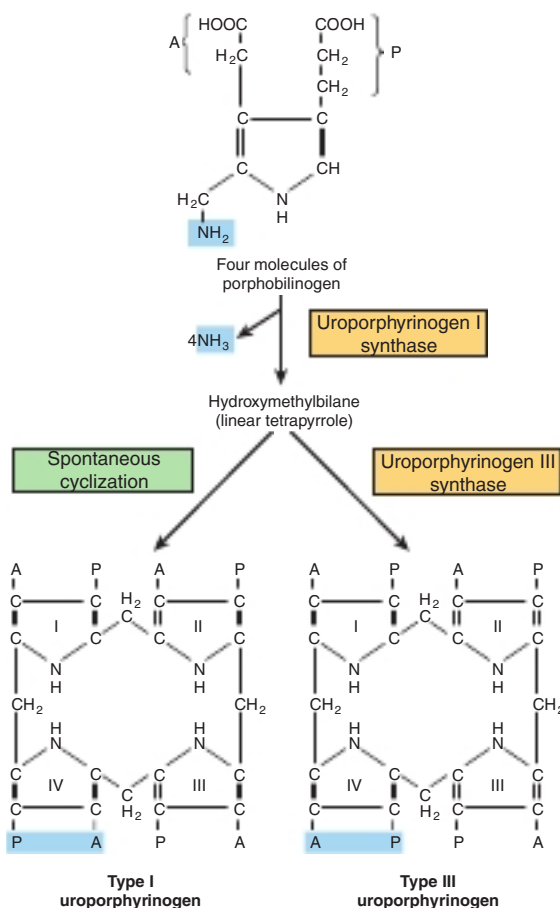 HOOC COOH
A { H2C CH2 } P
CH2
C C
C CH
H2C N
H
NH2
Four molecules of
porphobilinogen
4NH3
Uroporphyrinogen I
synthase
Hydroxymethylbilane
(linear tetrapyrrole)
Spontaneous
cyclization
Uroporphyrinogen III
synthase
A P A P
C C H2 C C
C I C C C II C
N N
H H
CH2 CH2
H H
N N
C IV C C C III C
C C H2 C C
P A P A
Type I
uroporphyrinogen
A P A P
C C H2 C C
C I C C C II C
N N
H H
CH2 CH2
H H
N N
C IV C C C III C
C C H2 C C
A P P A
Type III
uroporphyrinogen